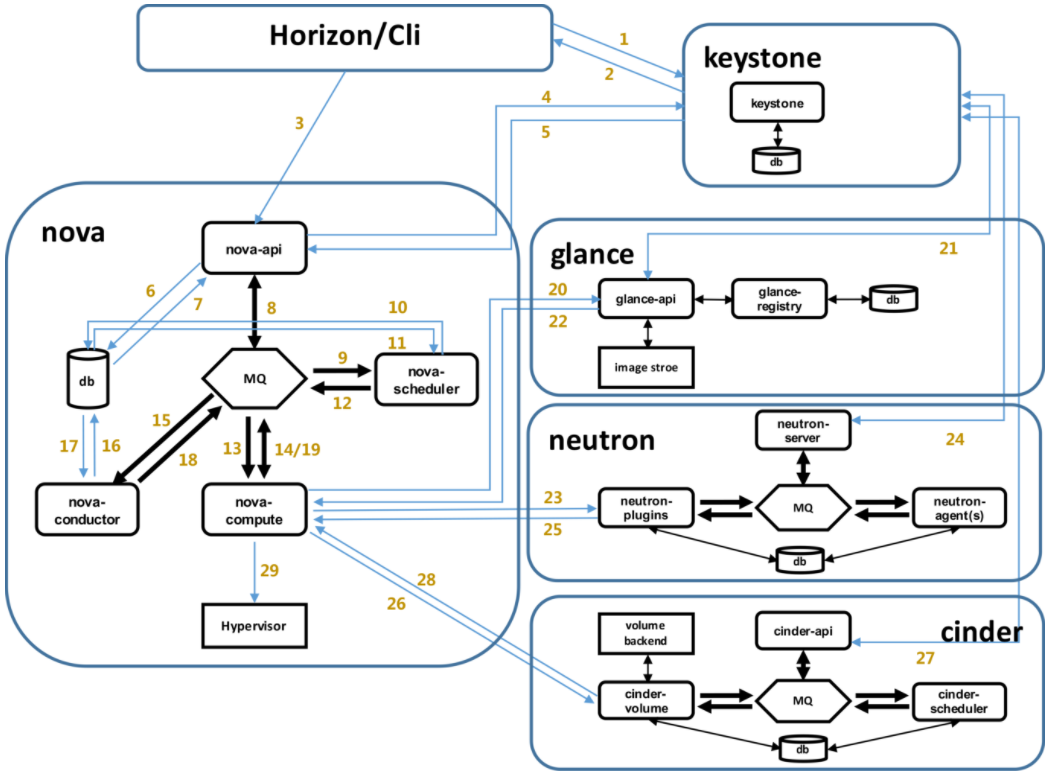 Horizon/Cli
1
2
keystone
keystone
db
3
4
5
nova
nova-api
6
7
8
10
11
9
12
db
MQ
nova-
scheduler
15
18
13
14/19
17
16
nova-
conductor
nova-
compute
29
Hypervisor
20
22
23
25
28
26
glance
21
glance-api
glance-
registry
db
image stroe
neutron
neutron-
server
24
neutron-
plugins
MQ
neutron-
agent(s)
db
volume
backend
cinder-api
cinder
27
cinder-
volume
MQ
cinder-
scheduler
db